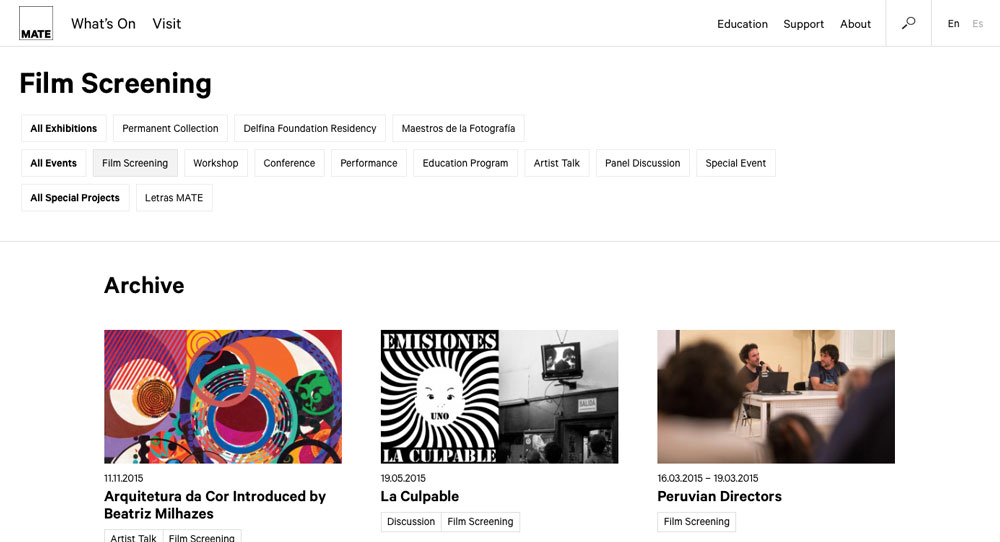 MATE What's On Visit Education Support About En Es
Film Screening
All Exhibitions Permanent Collection Delfina Foundation Residency Maestros de la Fotografía
All Events Film Screening Workshop Conference Performance Education Program Artist Talk Panel Discussion Special Event
All Special Projects Letras MATE
Archive
EMISIONES
UNO
LA CULPABLE
SALIDA
11.11.2015
Arquitetura da Cor Introduced by
Beatriz Milhazes
Artist Talk Film Screening
19.05.2015
La Culpable
Discussion Film Screening
16.03.2015 – 19.03.2015
Peruvian Directors
Film Screening